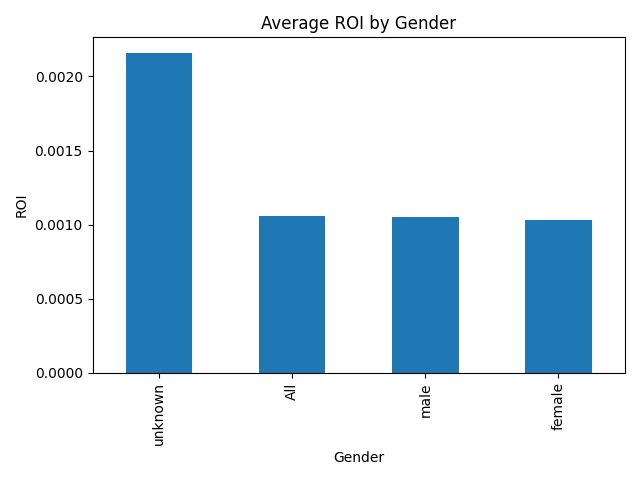 Average ROI by Gender
0.0020
0.0015
0.0010
0.0005
0.0000
ROI
unknown
All
male
female
Gender